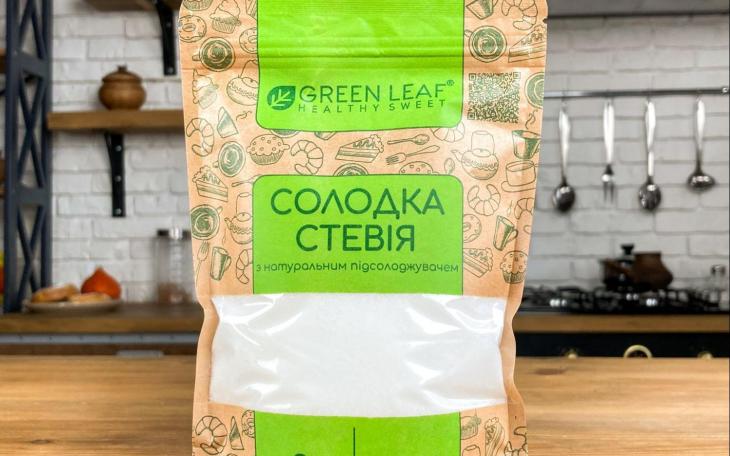 GREEN LEAF®
HEALTHY SWEET
СОЛОДКА
СТЕВІЯ
з натуральним підсолоджувачем